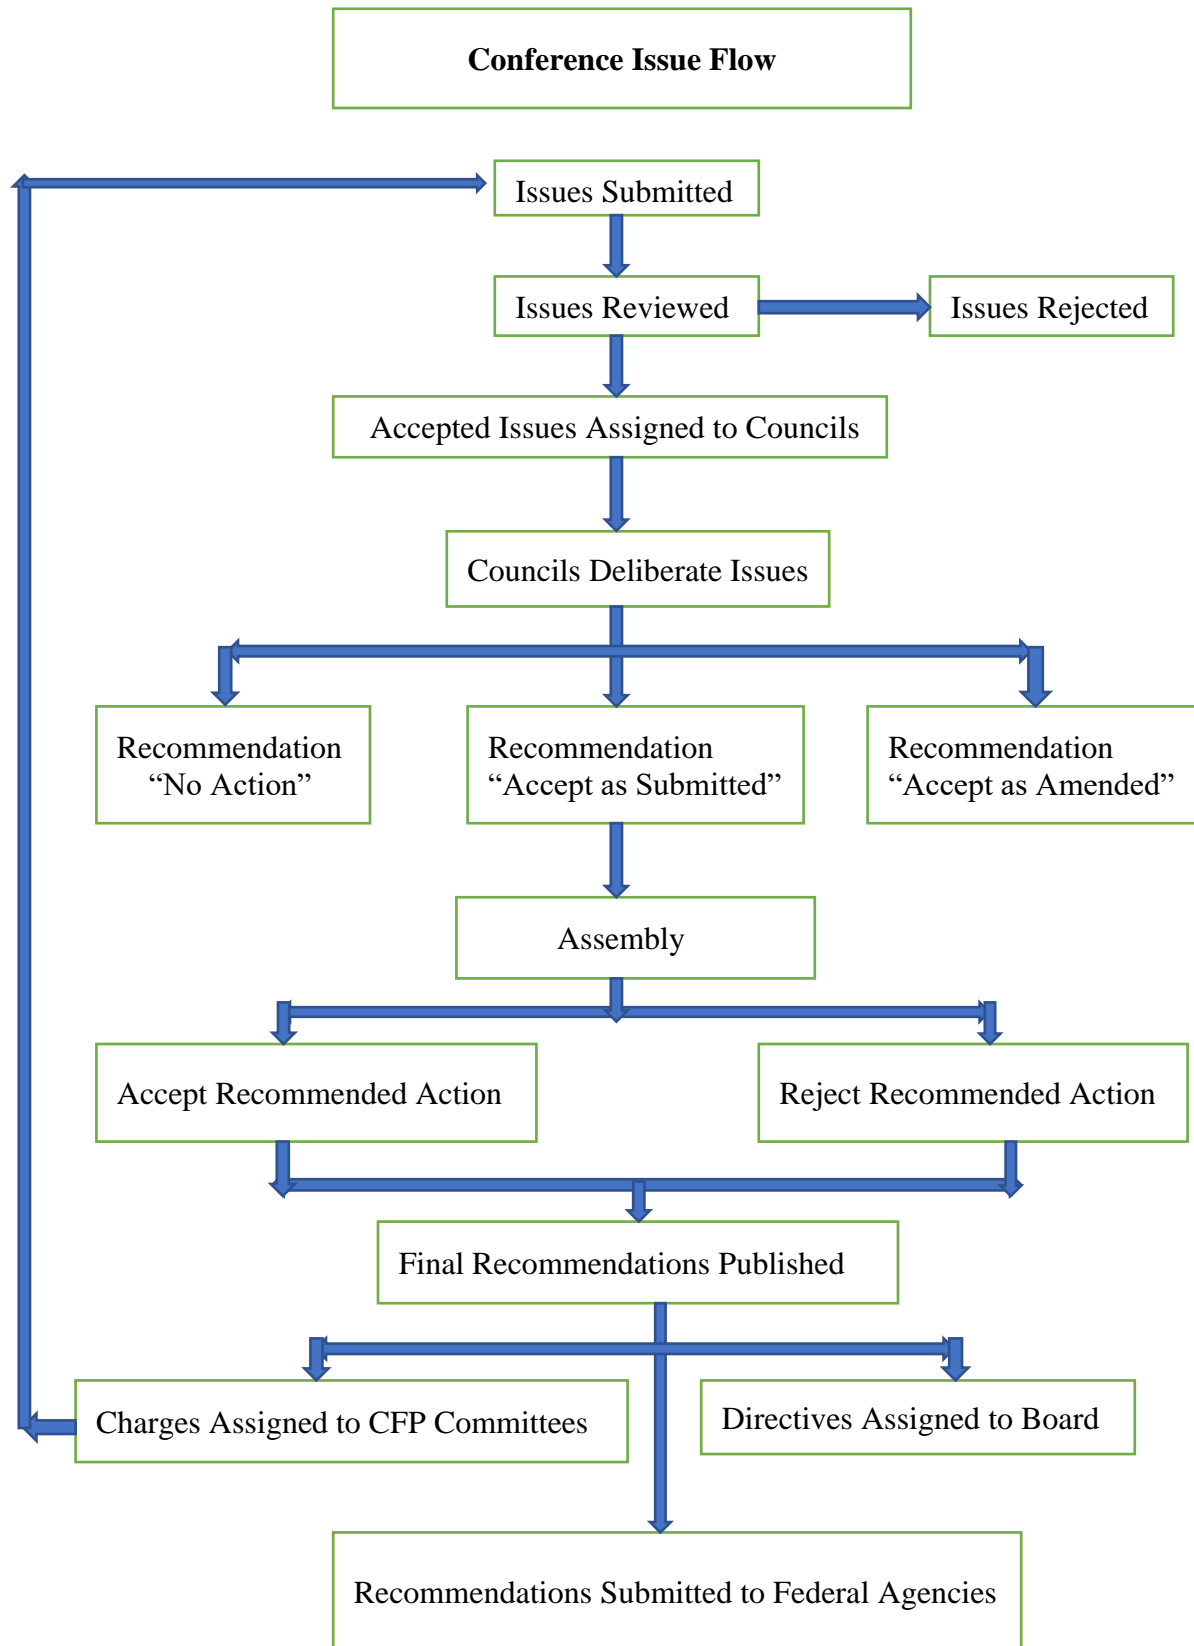 Conference Issue Flow
Issues Submitted
Issues Reviewed
Issues Rejected
Accepted Issues Assigned to Councils
Councils Deliberate Issues
Recommendation
“No Action”
Recommendation
“Accept as Submitted”
Recommendation
“Accept as Amended”
Assembly
Accept Recommended Action
Reject Recommended Action
Final Recommendations Published
Charges Assigned to CFP Committees
Directives Assigned to Board
Recommendations Submitted to Federal Agencies